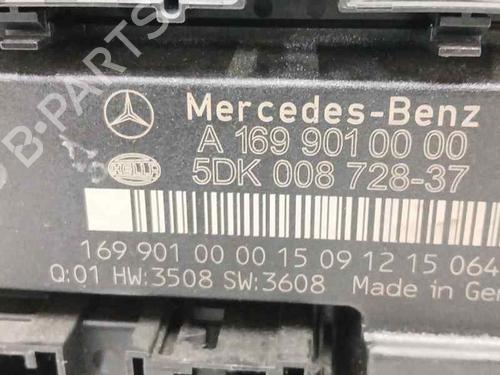 B-PARTS
Mercedes-Benz
A 169 901 00 00
5DK 008 728-37
HELLA
169 901 00 00 15 09 12 15 064
Q:01 HW:3508 SW:3608 Made in Ger